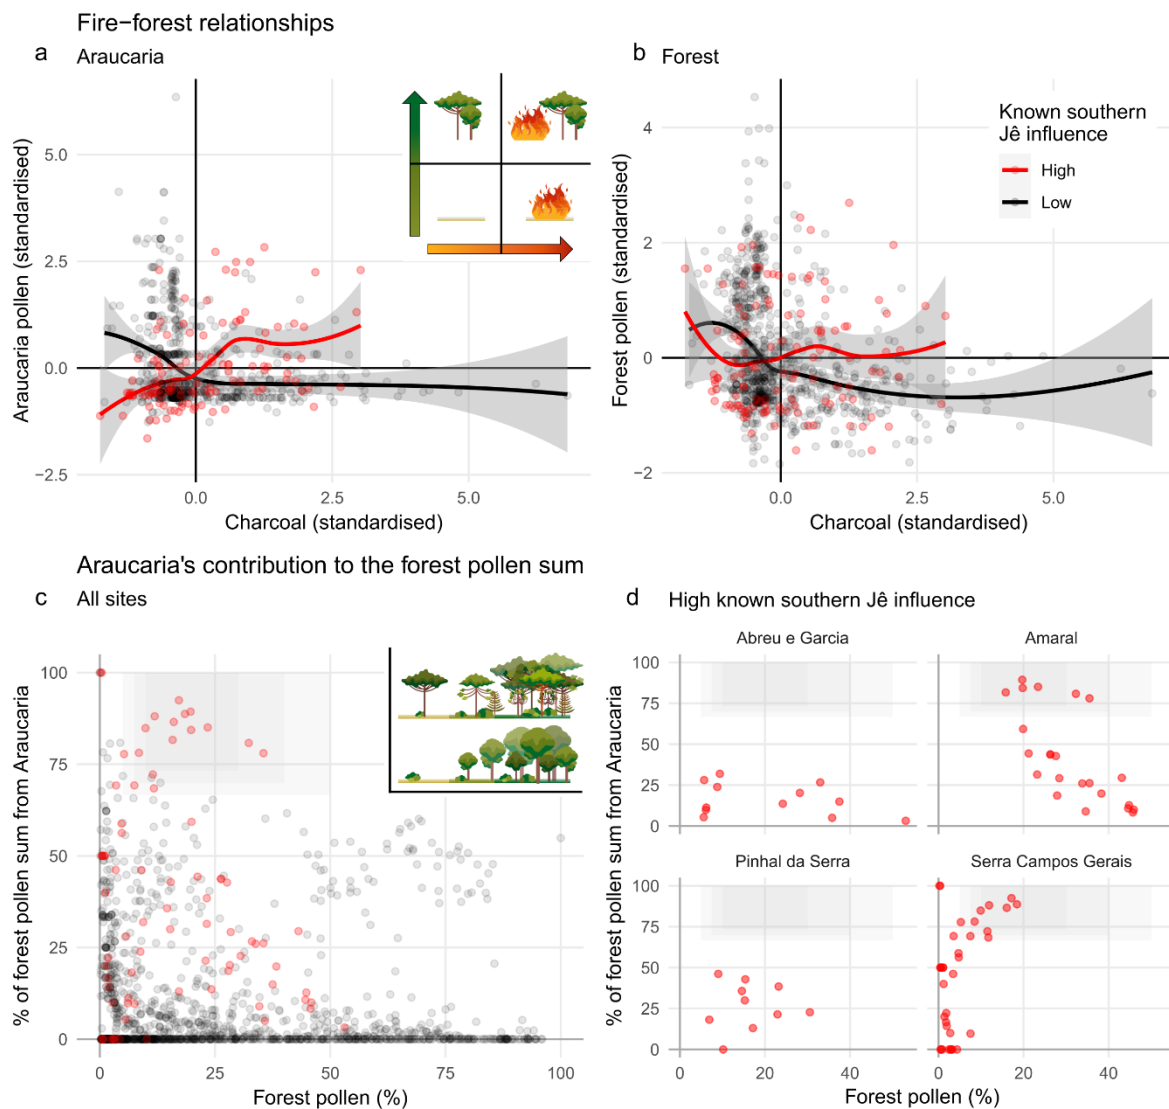 Fire−forest relationships
a
Araucaria
Araucaria pollen (standardised)
5.0
2.5
0.0
−2.5
0.0
2.5
5.0
Charcoal (standardised)
b
Forest
Forest pollen (standardised)
4
2
0
−2
0.0
2.5
5.0
Charcoal (standardised)
Known southern
Jê influence
High
Low
Araucaria's contribution to the forest pollen sum
c
All sites
% of forest pollen sum from Araucaria
100
75
50
25
0
0
25
50
75
100
Forest pollen (%)
d
High known southern Jê influence
% of forest pollen sum from Araucaria
Abreu e Garcia
Amaral
100
75
50
25
0
Pinhal da Serra
Serra Campos Gerais
100
75
50
25
0
0
20
40
0
20
40
Forest pollen (%)